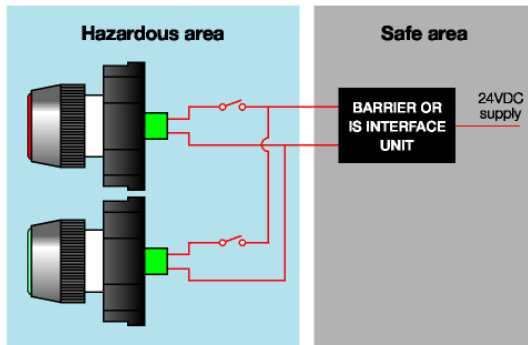 Hazardous area
Safe area
BARRIER OR
IS INTERFACE
UNIT
24VDC
supply